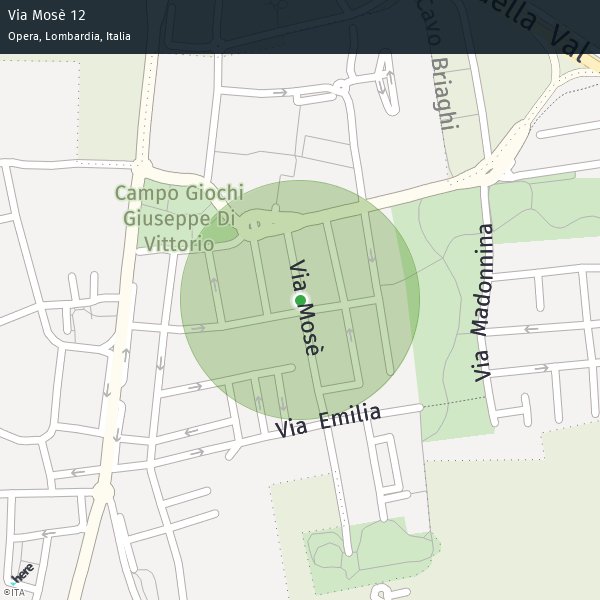 Via Mosè 12
Opera, Lombardia, Italia
della Val
Cavo Briaghi
Campo Giochi
Giuseppe Di
Vittorio
Via Mosè
Via Madonnina
Via Emilia
here
©ITA